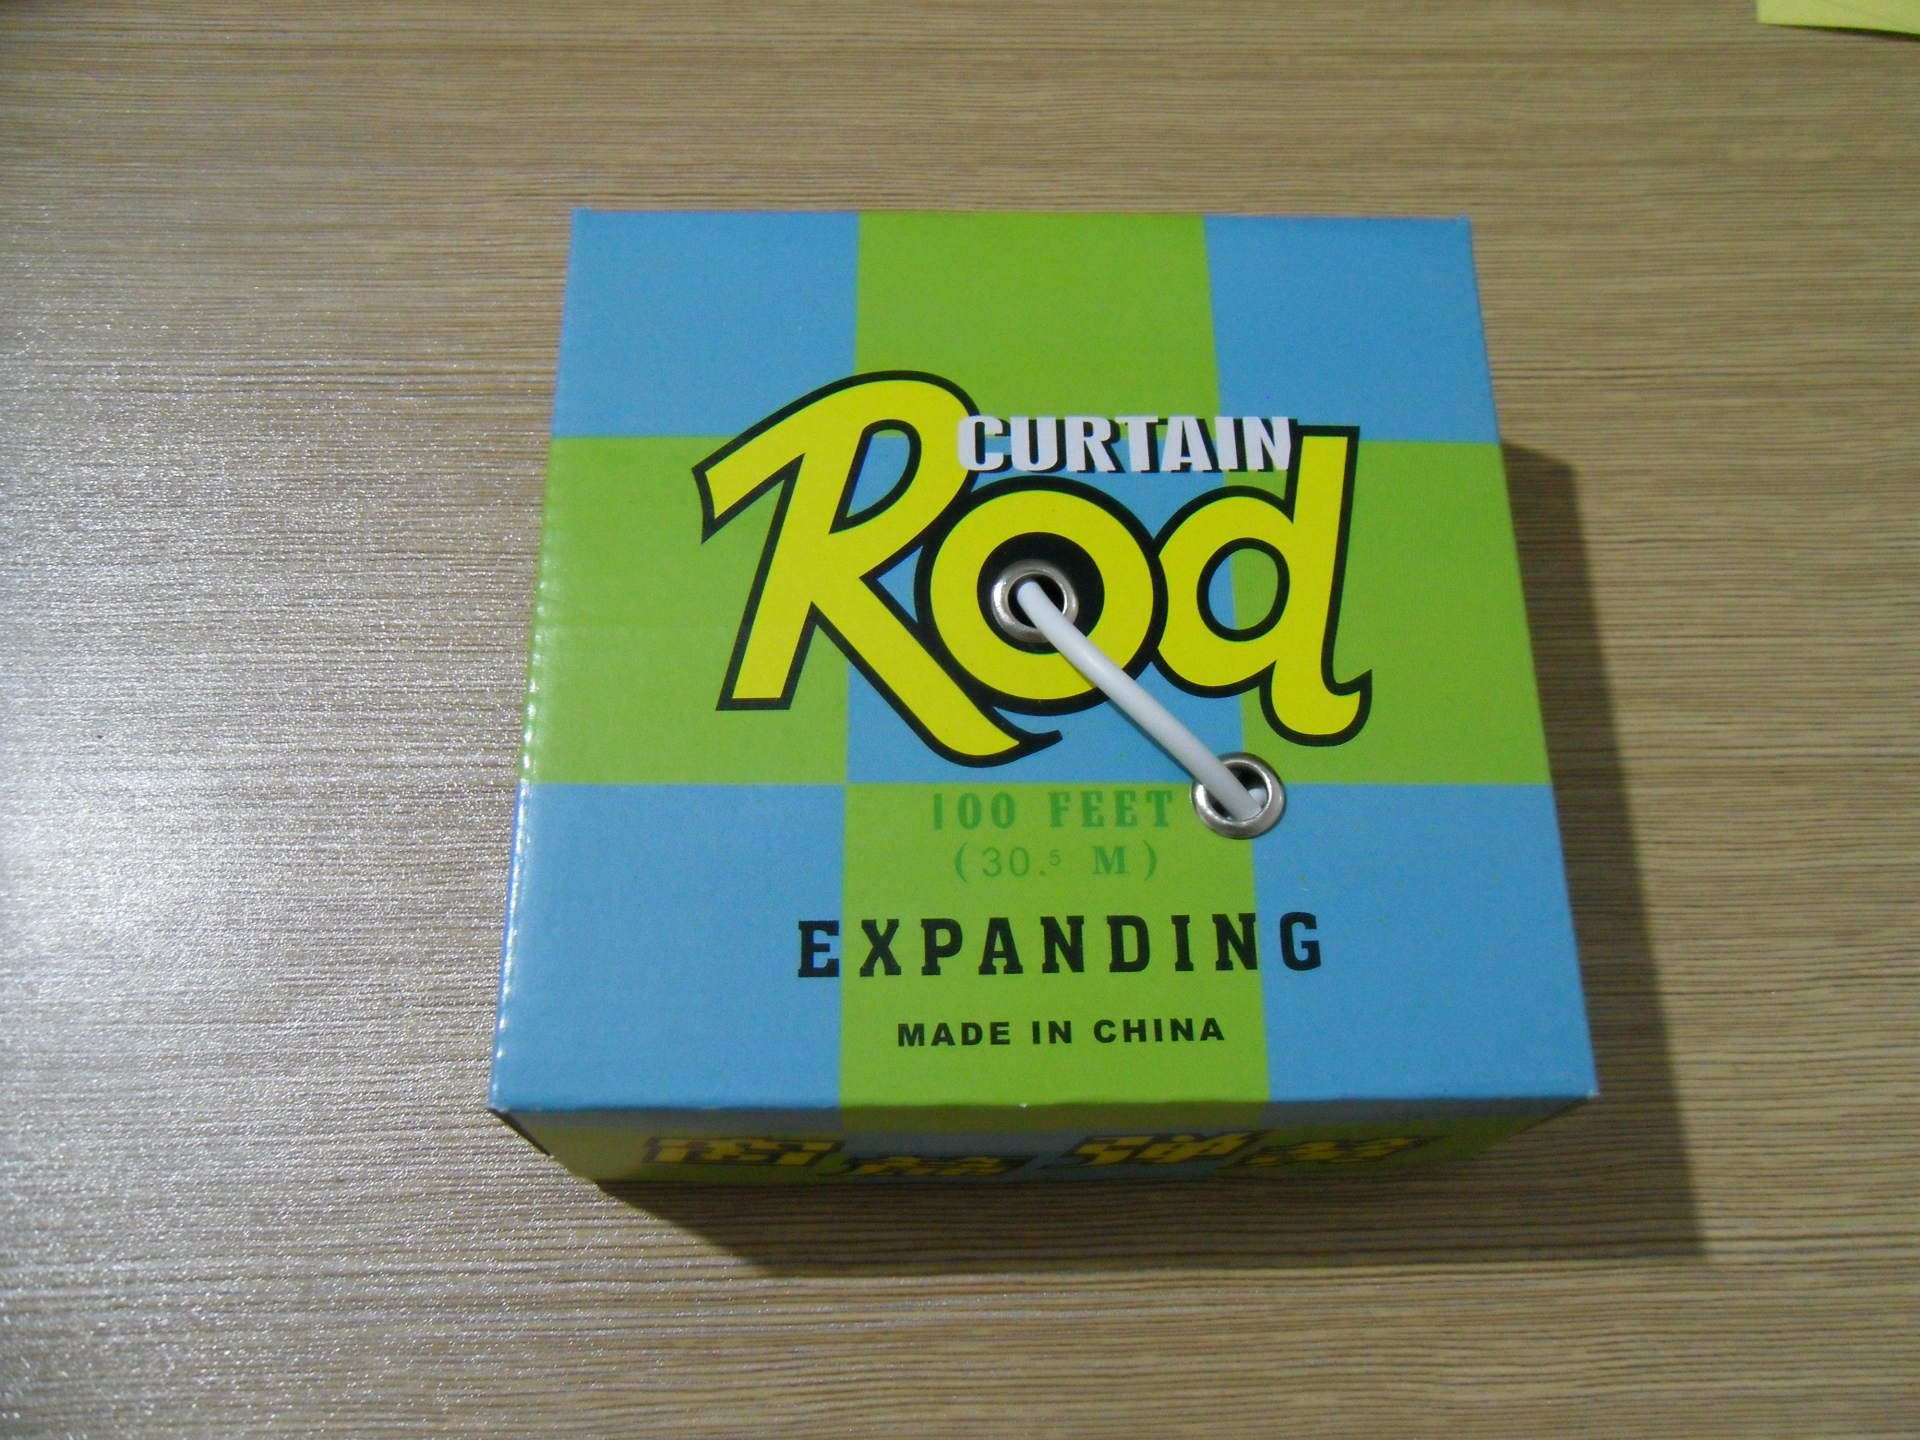 CURTAIN
Rod
100 FEET
(30.5 M)
EXPANDING
MADE IN CHINA